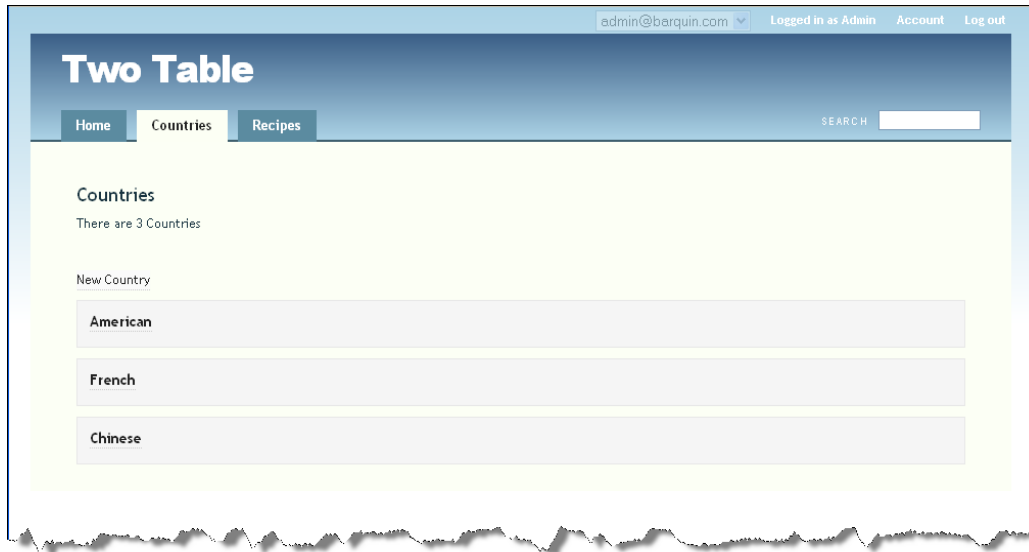 admin@barquin.com Logged in as Admin Account Log out
Two Table
Home Countries Recipes SEARCH
Countries
There are 3 Countries
New Country
American
French
Chinese